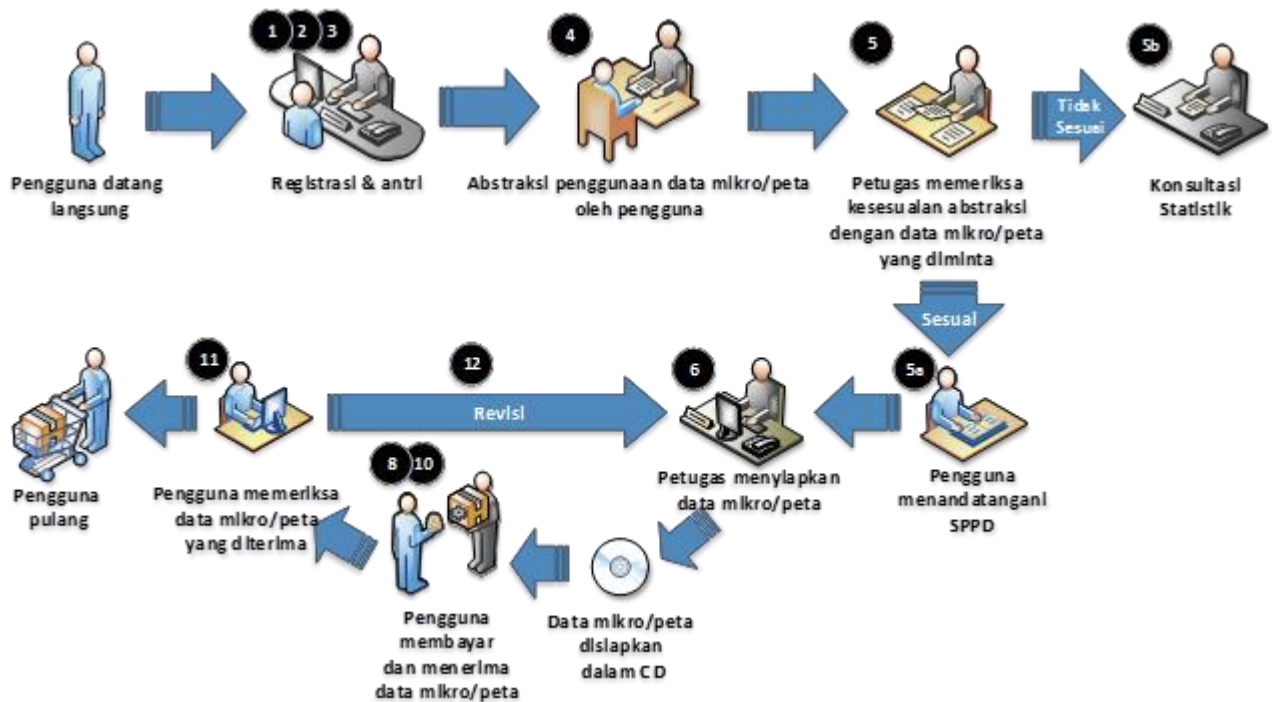 1 2 3
4
5
5b
Pengguna datang
langsung
Registrasi & antri
Abstraksi penggunaan data mikro/peta
oleh pengguna
Petugas memeriksa
kesesuaian abstraksi
dengan data mikro/peta
yang diminta
Tidak
Sesuai
Konsultasi
Statistik
Sesuai
11
12
6
5a
Revisi
Pengguna
pulang
Pengguna memeriksa
data mikro/peta
yang diterima
8 10
Petugas menyiapkan
data mikro/peta
Pengguna
menandatangani
SPPD
Pengguna
membayar
dan menerima
data mikro/peta
Data mikro/peta
disiapkan
dalam CD